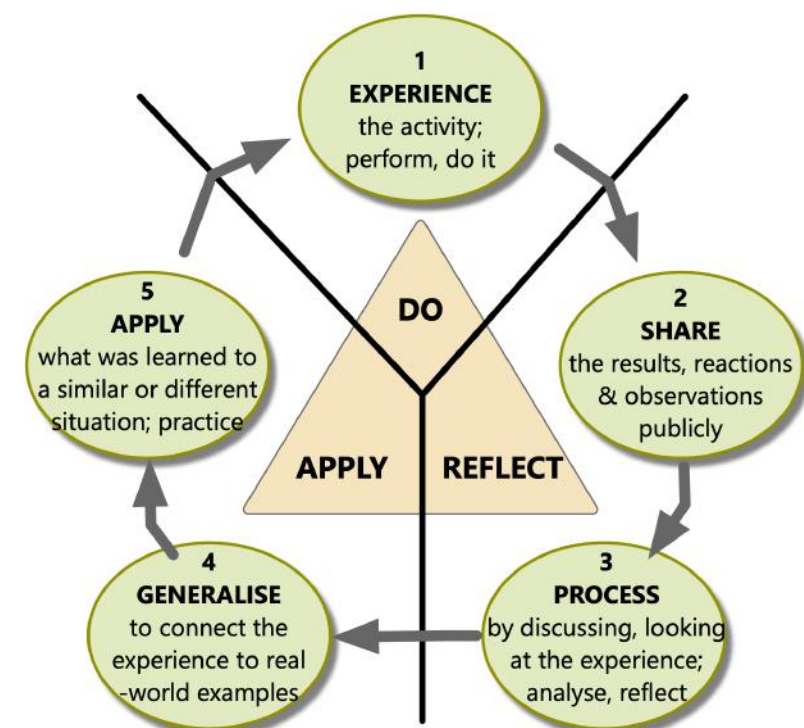 1
EXPERIENCE
the activity;
perform, do it
2
SHARE
the results, reactions
& observations
publicly
3
PROCESS
by discussing, looking
at the experience;
analyse, reflect
4
GENERALISE
to connect the
experience to real
-world examples
5
APPLY
what was learned to
a similar or different
situation; practice
DO
APPLY
REFLECT